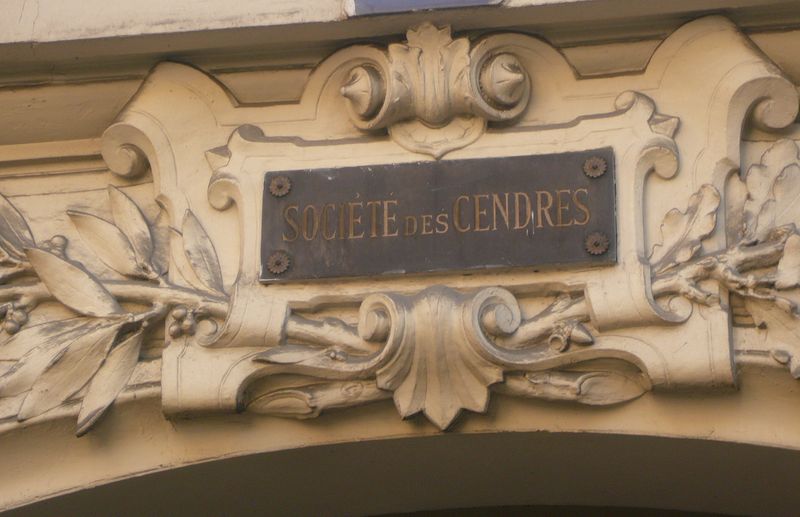 SOCIÉTÉ DES CENDRES